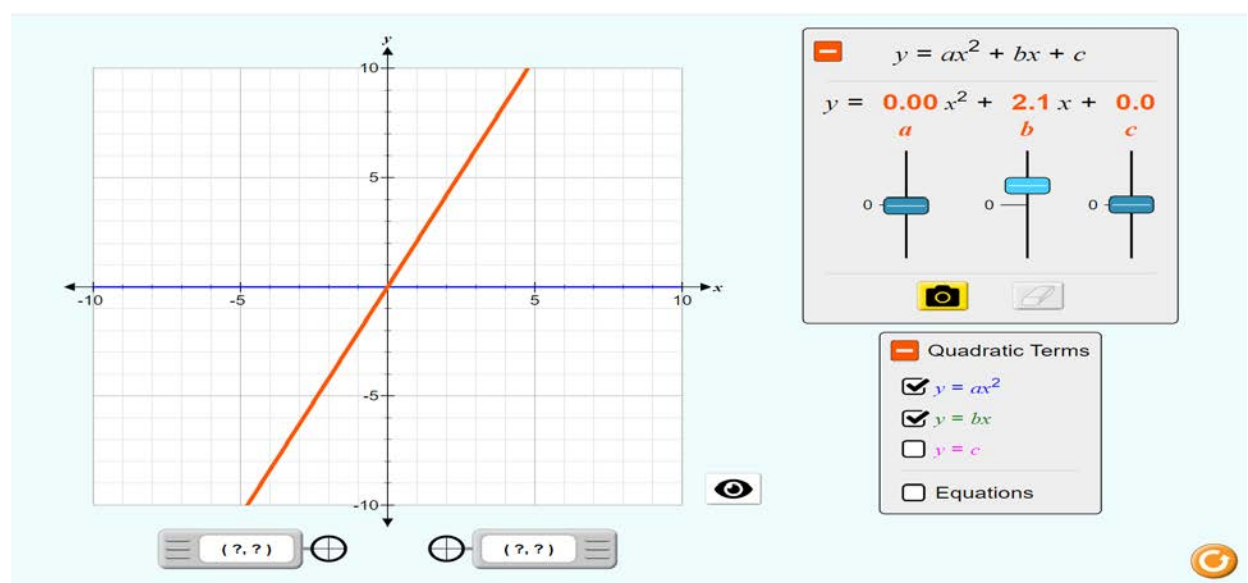 y
10
5
-10 -5 5 10 x
-5
-10
( ?, ? ) ( ?, ? )
y = ax² + bx + c
y = 0.00 x² + 2.1 x + 0.0
a b c
0 0 0
Quadratic Terms
y = ax²
y = bx
y = c
Equations